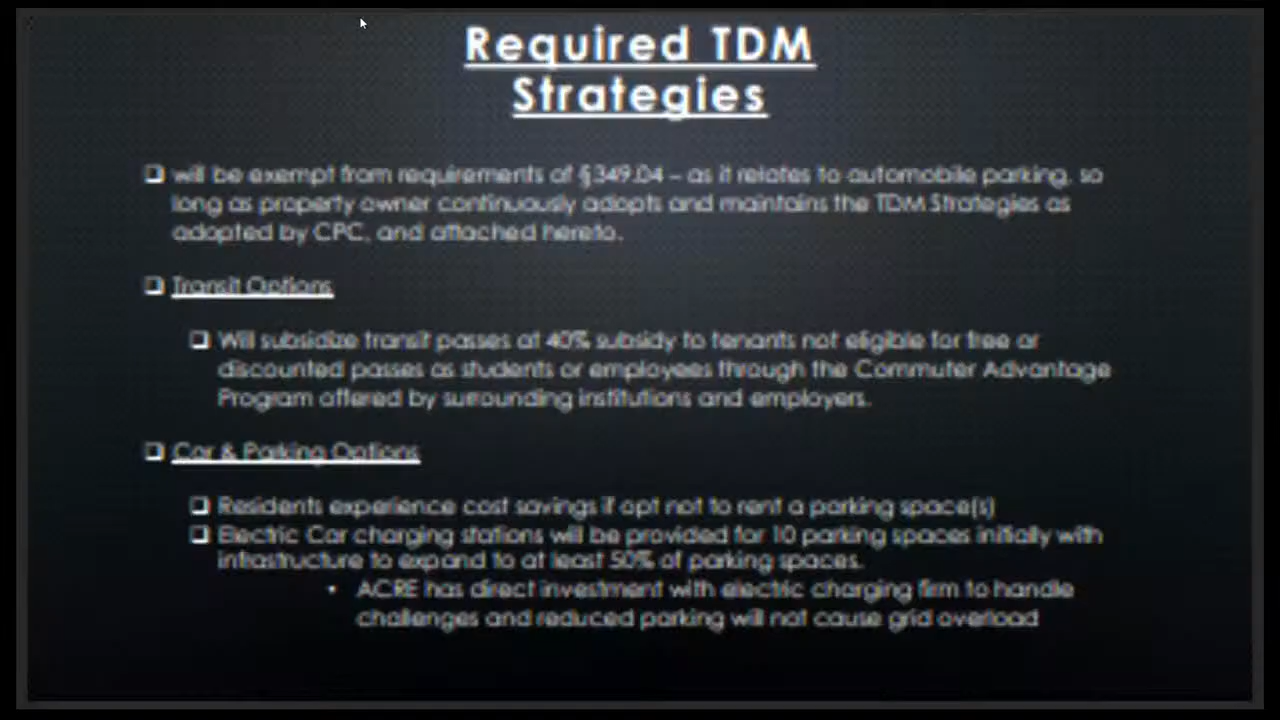 Required TDM
Strategies
will be exempt from requirements of §349.04 – as it relates to automobile parking, so
long as property owner continuously adopts and maintains the TDM Strategies as
adopted by CPC, and attached hereto.
Transit Options
Will subsidize transit passes at 40% subsidy to tenants not eligible for free or
discounted passes as students or employees through the Commuter Advantage
Program offered by surrounding institutions and employers.
Car & Parking Options
Residents experience cost savings if opt not to rent a parking space(s)
Electric Car charging stations will be provided for 10 parking spaces initially with
infrastructure to expand to at least 50% of parking spaces.
• ACRE has direct investment with electric charging firm to handle
challenges and reduced parking will not cause grid overload